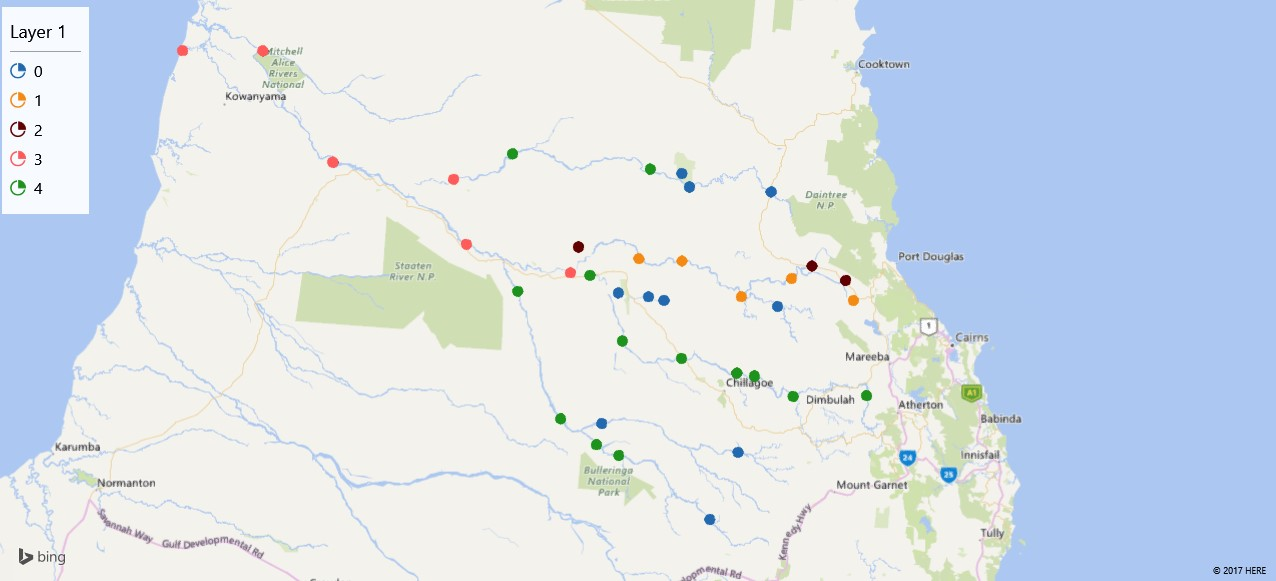 Layer 1
0
1
2
3
4
Mitchell
Alice
Rivers
National
Kowanyama
Cooktown
Daintree
N P
Port Douglas
Staaten
River N.P.
1
Cairns
Mareeba
Chillagoe
Dimbulah
A1
Atherton
Babinda
Karumba
24
Innisfail
25
Bulleringa
National
Park
Mount Garnet
Normanton
Savannah Way
Gulf Developmental Rd
Kennedy Hwy
Tully
bing
opmental Rd
© 2017 HERE